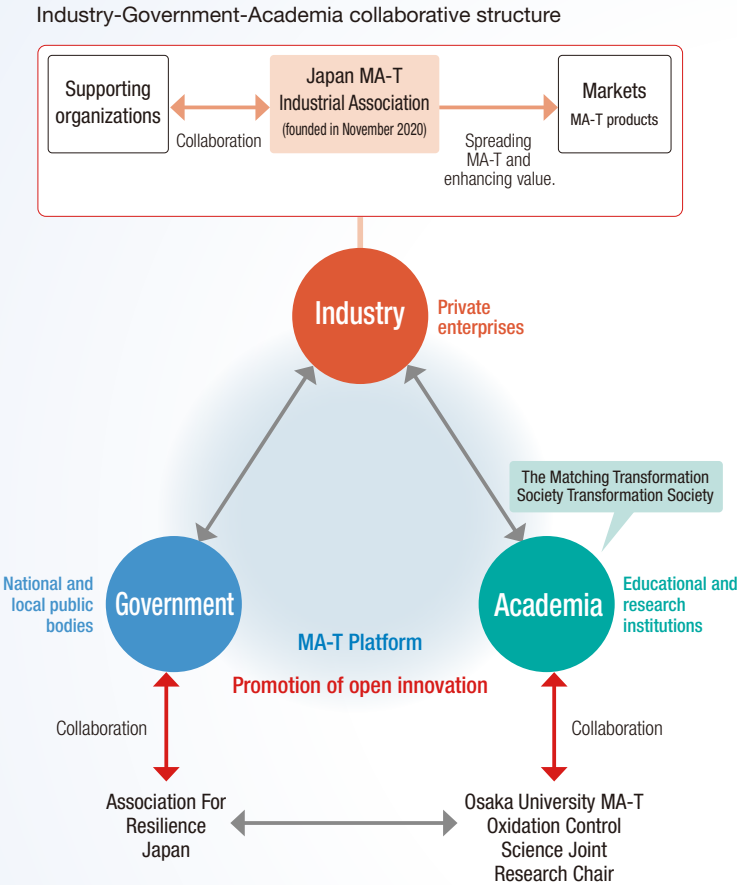 Industry-Government-Academia collaborative structure
Supporting
organizations
Collaboration
Japan MA-T
Industrial Association
(founded in November 2020)
Spreading
MA-T and
enhancing value.
Markets
MA-T products
Industry
Private
enterprises
The Matching Transformation
Society Transformation Society
National and
local public
bodies
Government
Academia
Educational and
research
institutions
MA-T Platform
Promotion of open innovation
Collaboration
Collaboration
Association For
Resilience
Japan
Osaka University MA-T
Oxidation Control
Science Joint
Research Chair